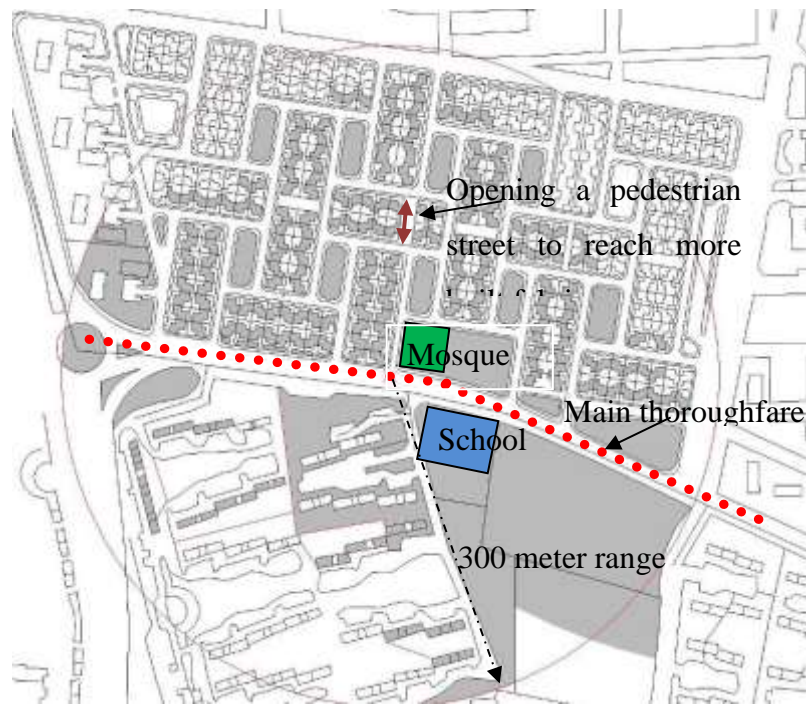 Opening a pedestrian
street to reach more
Mosque
Main thoroughfare
School
300 meter range